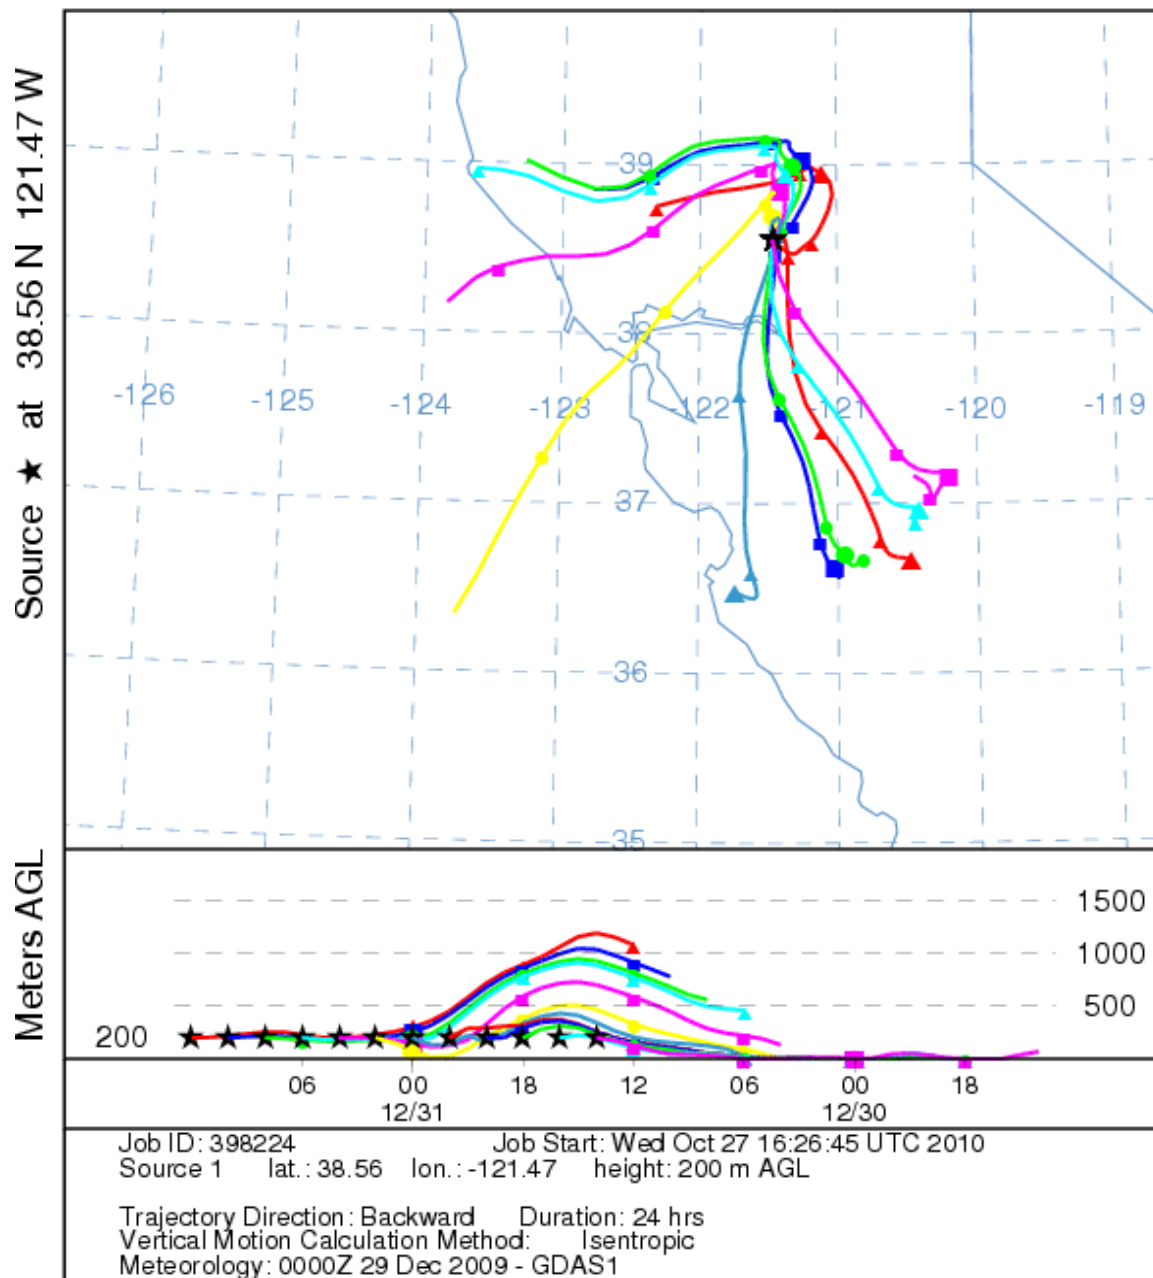 Source ★ at 38.56 N 121.47 W
39
38
-126 -125 -124 -123 -122 -121 -120 -119
37
36
35
Meters AGL
1500
1000
500
200
06 00 18 12 06 00 18
12/31 12/30
Job ID: 398224 Job Start: Wed Oct 27 16:26:45 UTC 2010
Source 1 lat.: 38.56 lon.: -121.47 height: 200 m AGL
Trajectory Direction: Backward Duration: 24 hrs
Vertical Motion Calculation Method: Isentropic
Meteorology: 0000Z 29 Dec 2009 - GDAS1